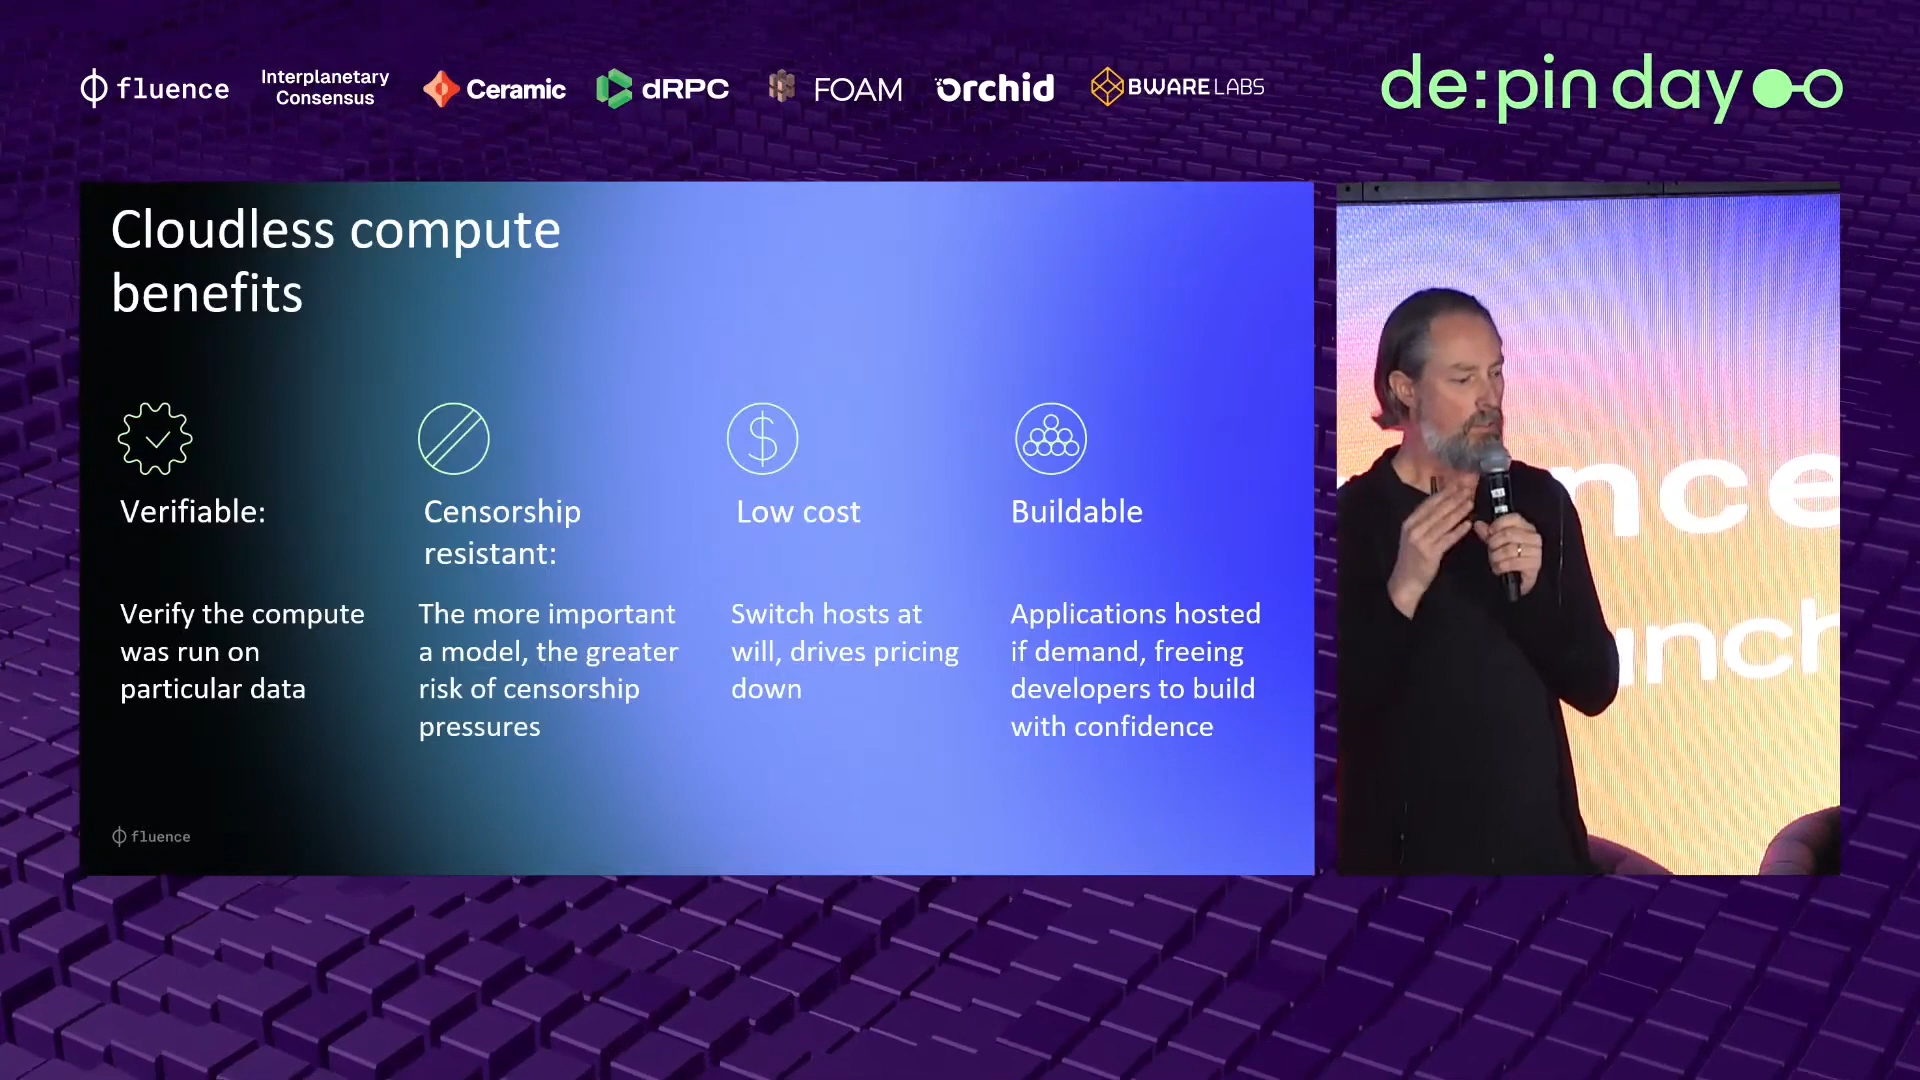 fluence
Interplanetary
Consensus
Ceramic
dRPC
FOAM
orchid
BWARE LABS
de:pin day
Cloudless compute
benefits
Verifiable:
Verify the compute
was run on
particular data
Censorship
resistant:
The more important
a model, the greater
risk of censorship
pressures
Low cost
Switch hosts at
will, drives pricing
down
Buildable
Applications hosted
if demand, freeing
developers to build
with confidence
fluence
nce
unch